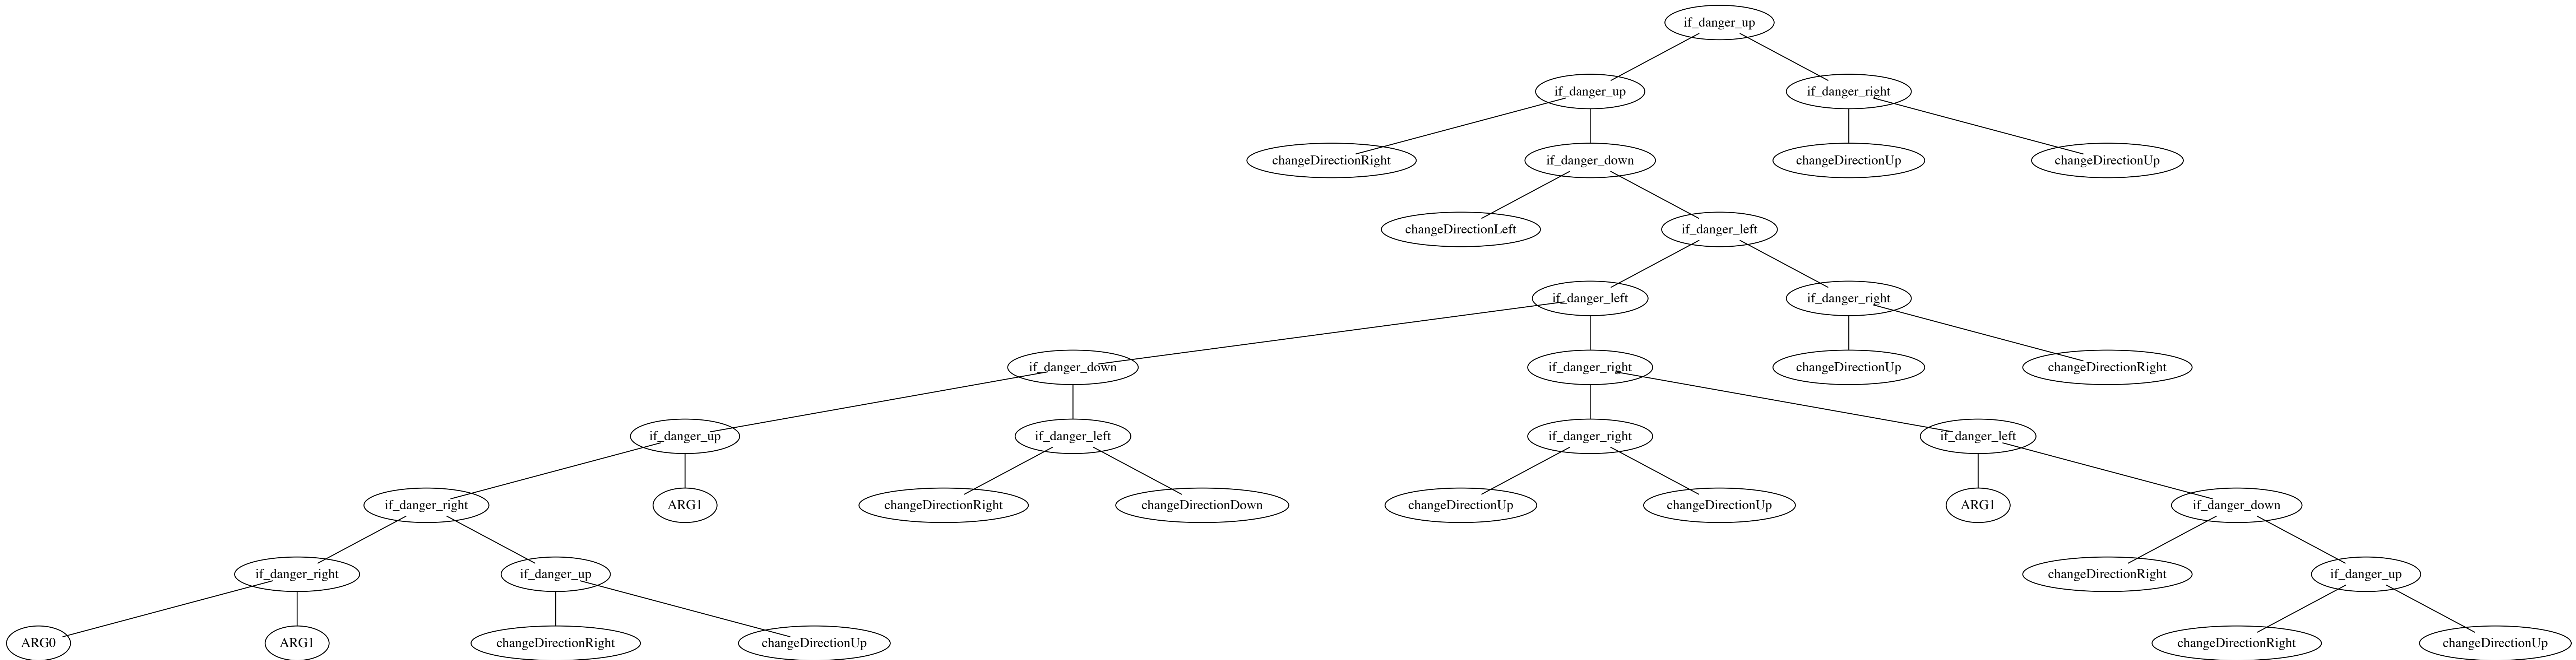 if_danger_up
if_danger_up
if_danger_right
changeDirectionRight
if_danger_down
changeDirectionUp
changeDirectionUp
changeDirectionLeft
if_danger_left
if_danger_left
if_danger_right
if_danger_down
if_danger_right
changeDirectionUp
changeDirectionRight
if_danger_up
if_danger_left
if_danger_right
if_danger_left
if_danger_right
ARG1
changeDirectionRight
changeDirectionDown
changeDirectionUp
changeDirectionUp
ARG1
if_danger_down
if_danger_right
if_danger_up
changeDirectionRight
if_danger_up
ARG0
ARG1
changeDirectionRight
changeDirectionUp
changeDirectionRight
changeDirectionUp